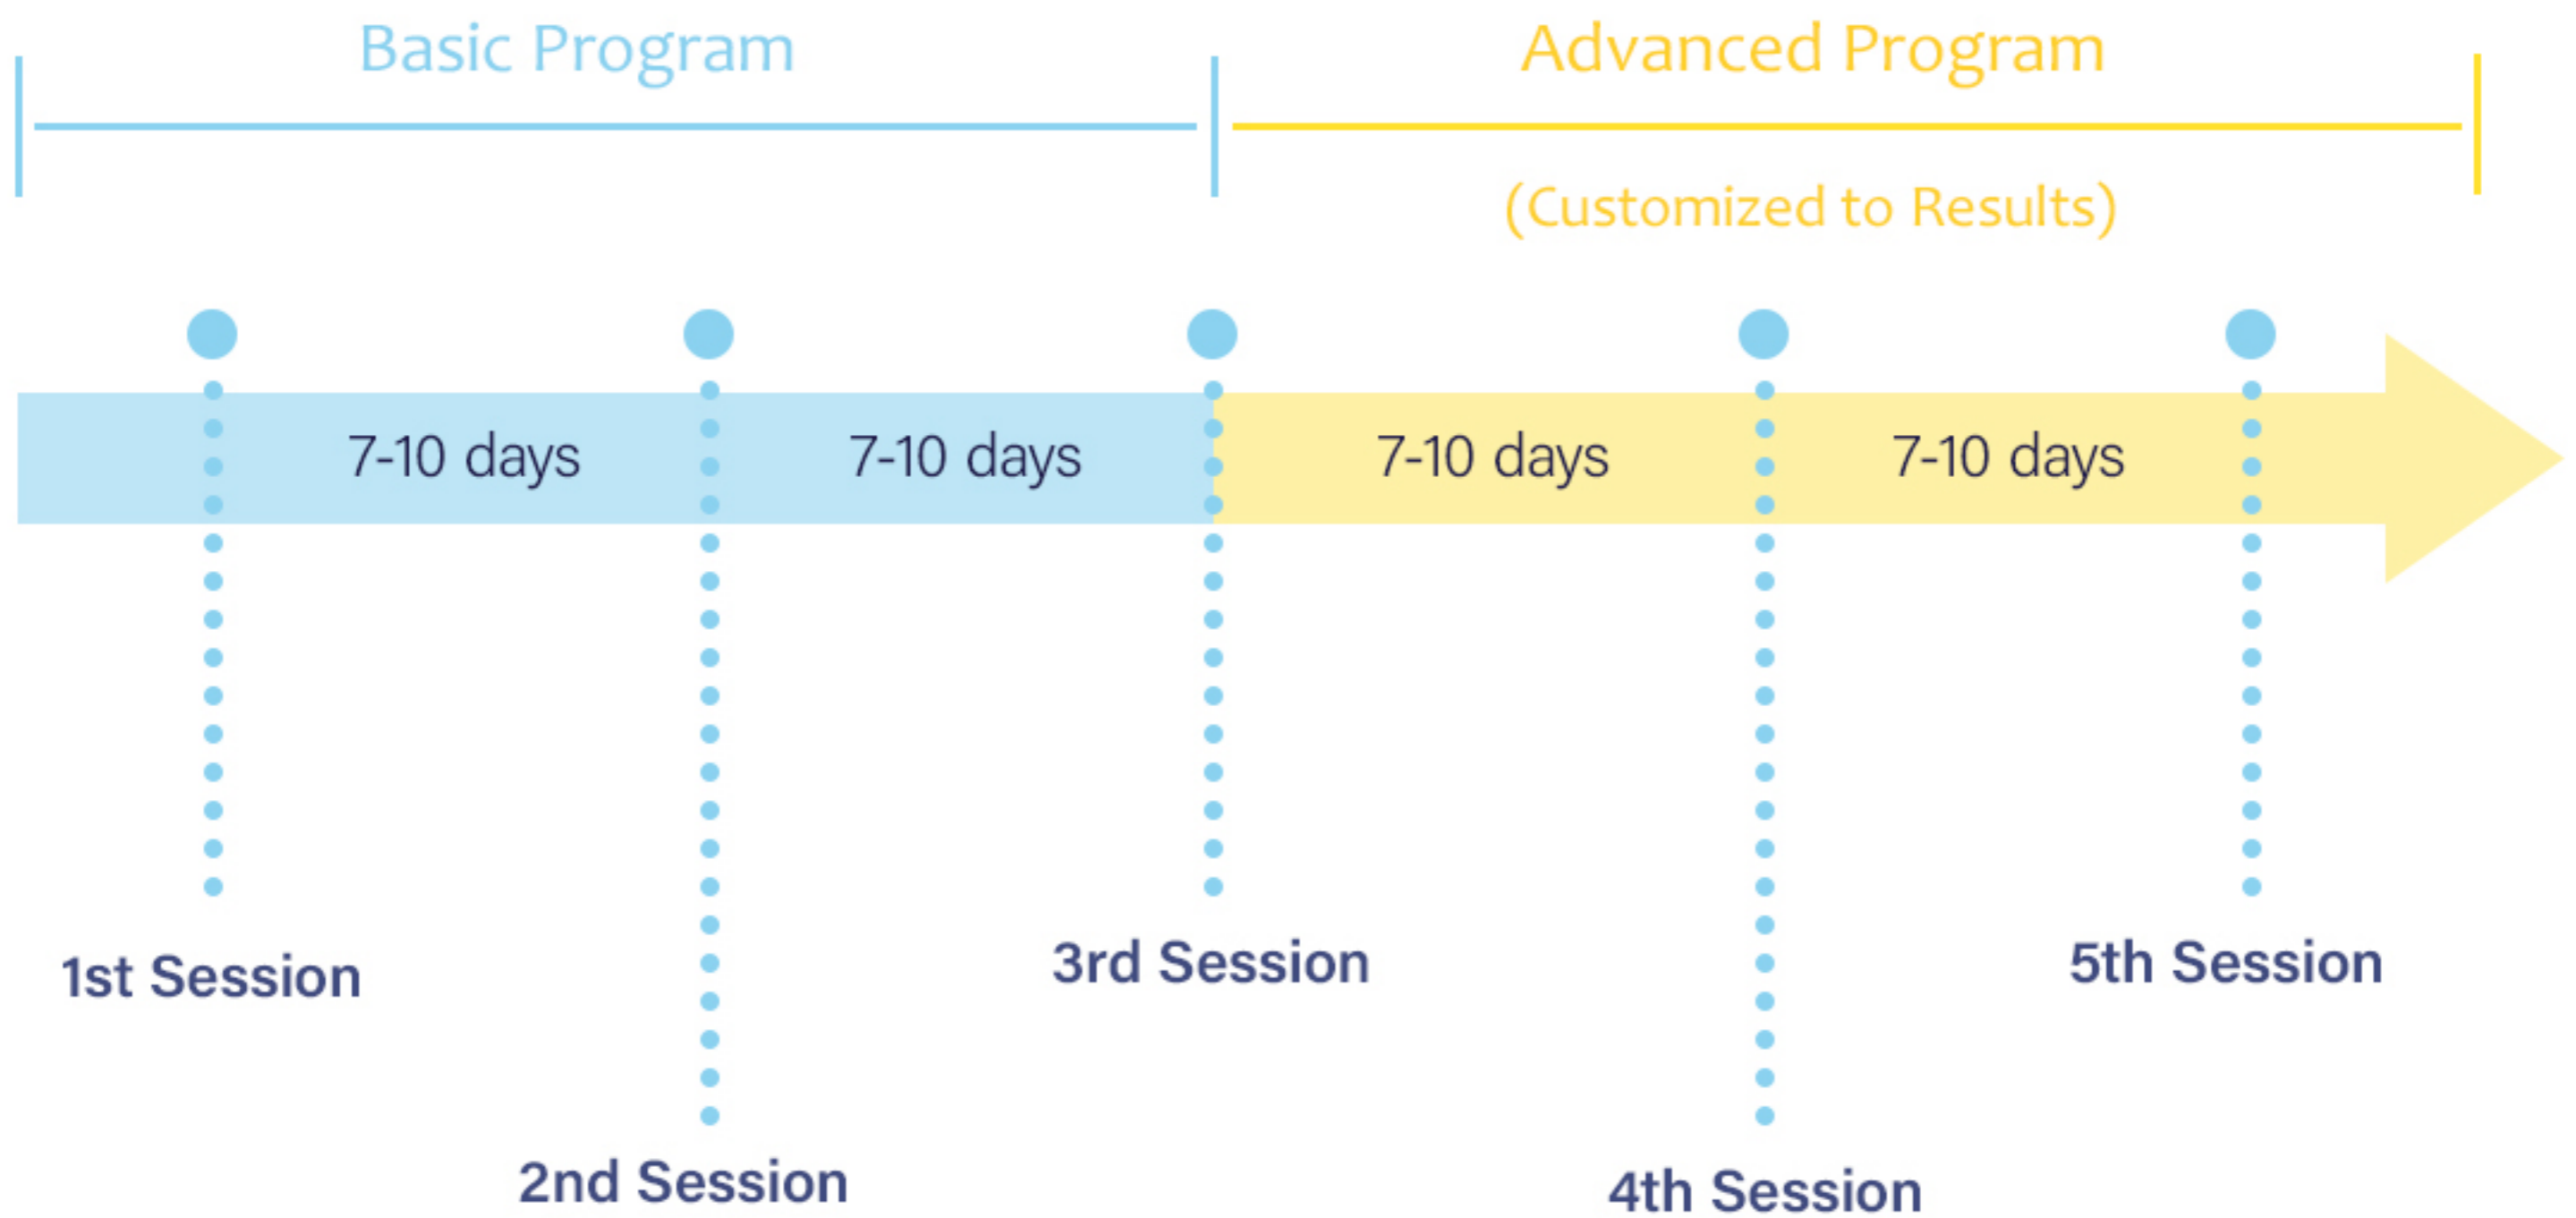 Basic Program
Advanced Program
(Customized to Results)
7-10 days
7-10 days
7-10 days
7-10 days
1st Session
2nd Session
3rd Session
4th Session
5th Session